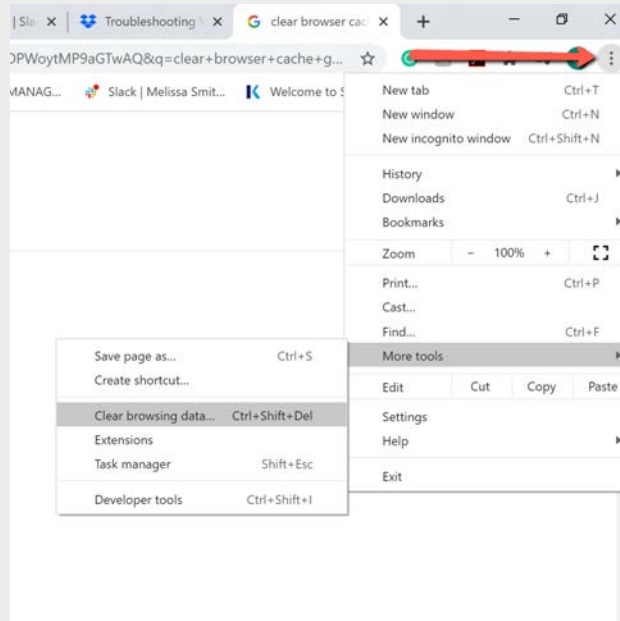 | Sla
Troubleshooting
clear browser cac
PWoytMP9aGTwAQ&q=clear+browser+cache+g...
MANAG...
Slack | Melissa Smit...
Welcome to S
New tab Ctrl+T
New window Ctrl+N
New incognito window Ctrl+Shift+N
History
Downloads Ctrl+J
Bookmarks
Zoom - 100% +
Print... Ctrl+P
Cast...
Find... Ctrl+F
More tools
Edit Cut Copy Paste
Settings
Help
Exit
Save page as... Ctrl+S
Create shortcut...
Clear browsing data... Ctrl+Shift+Del
Extensions
Task manager Shift+Esc
Developer tools Ctrl+Shift+I